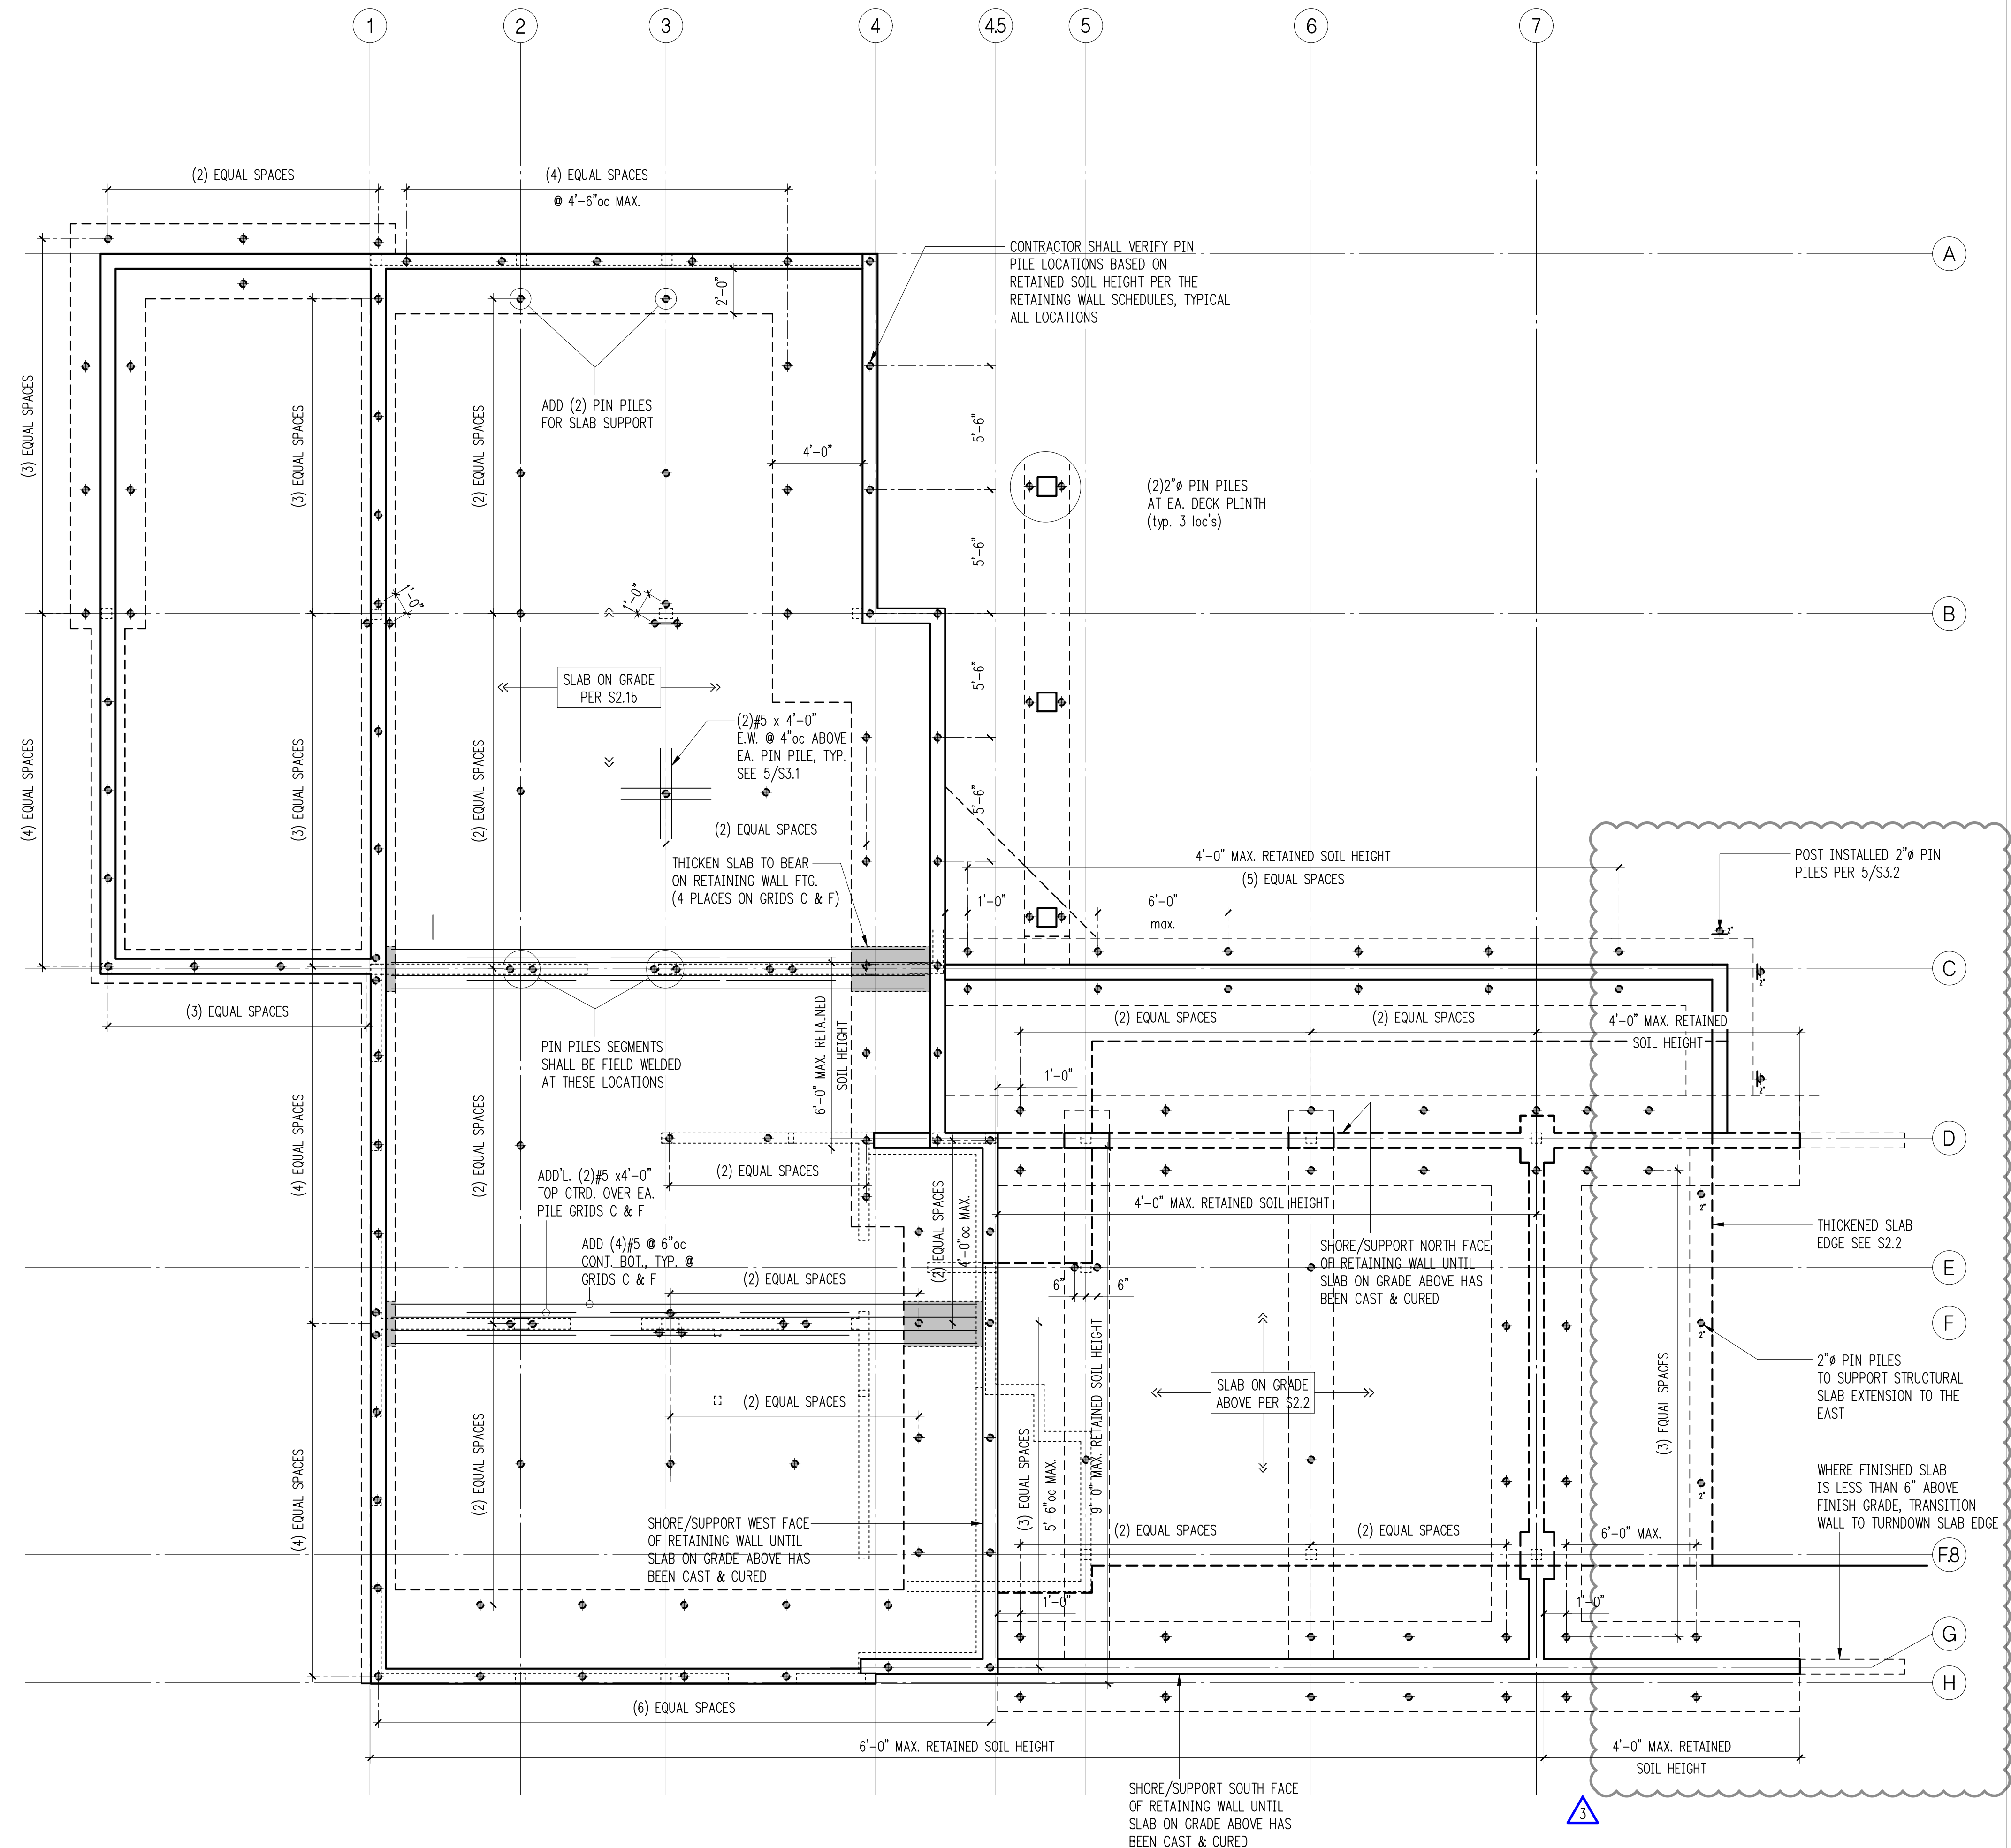 1
2
3
4
4.5
5
6
7
(2) EQUAL SPACES
(4) EQUAL SPACES
@ 4'-6"oc MAX.
A
CONTRACTOR SHALL VERIFY PIN
PILE LOCATIONS BASED ON
RETAINED SOIL HEIGHT PER THE
RETAINING WALL SCHEDULES, TYPICAL
ALL LOCATIONS
2'-0"
ADD (2) PIN PILES
FOR SLAB SUPPORT
(3) EQUAL SPACES
(3) EQUAL SPACES
(2) EQUAL SPACES
4'-0"
5'-6"
(2)2"ø PIN PILES
AT EA. DECK PLINTH
(typ. 3 loc's)
5'-6"
1'-0"
1'-0"
B
SLAB ON GRADE
PER S2.1b
5'-6"
(2)#5 x 4'-0"
E.W. @ 4"oc ABOVE
EA. PIN PILE, TYP.
SEE 5/S3.1
(4) EQUAL SPACES
(3) EQUAL SPACES
(2) EQUAL SPACES
5'-6"
(2) EQUAL SPACES
THICKEN SLAB TO BEAR
ON RETAINING WALL FTG.
(4 PLACES ON GRIDS C & F)
4'-0" MAX. RETAINED SOIL HEIGHT
(5) EQUAL SPACES
POST INSTALLED 2"ø PIN
PILES PER 5/S3.2
1'-0"
6'-0"
max.
2"
C
2"
(3) EQUAL SPACES
(2) EQUAL SPACES
(2) EQUAL SPACES
4'-0" MAX. RETAINED
SOIL HEIGHT
PIN PILES SEGMENTS
SHALL BE FIELD WELDED
AT THESE LOCATIONS
6'-0" MAX. RETAINED
SOIL HEIGHT
1'-0"
2"
D
(4) EQUAL SPACES
(2) EQUAL SPACES
ADD'L. (2)#5 x4'-0"
TOP CTRD. OVER EA.
PILE GRIDS C & F
(2) EQUAL SPACES
(2) EQUAL SPACES
4'-0"oc MAX.
4'-0" MAX. RETAINED SOIL HEIGHT
2"
THICKENED SLAB
EDGE SEE S2.2
ADD (4)#5 @ 6"oc
CONT. BOT., TYP. @
GRIDS C & F
SHORE/SUPPORT NORTH FACE
OF RETAINING WALL UNTIL
SLAB ON GRADE ABOVE HAS
BEEN CAST & CURED
E
(2) EQUAL SPACES
6"
6"
F
2"
9'-0" MAX. RETAINED SOIL HEIGHT
2"ø PIN PILES
TO SUPPORT STRUCTURAL
SLAB EXTENSION TO THE
EAST
SLAB ON GRADE
ABOVE PER S2.2
(3) EQUAL SPACES
(2) EQUAL SPACES
(4) EQUAL SPACES
(2) EQUAL SPACES
(3) EQUAL SPACES
5'-6"oc MAX.
2"
WHERE FINISHED SLAB
IS LESS THAN 6" ABOVE
FINISH GRADE, TRANSITION
WALL TO TURNDOWN SLAB EDGE
SHORE/SUPPORT WEST FACE
OF RETAINING WALL UNTIL
SLAB ON GRADE ABOVE HAS
BEEN CAST & CURED
(2) EQUAL SPACES
(2) EQUAL SPACES
6'-0" MAX.
F.8
1'-0"
1'-0"
G
H
(6) EQUAL SPACES
6'-0" MAX. RETAINED SOIL HEIGHT
4'-0" MAX. RETAINED
SOIL HEIGHT
SHORE/SUPPORT SOUTH FACE
OF RETAINING WALL UNTIL
SLAB ON GRADE ABOVE HAS
BEEN CAST & CURED
3